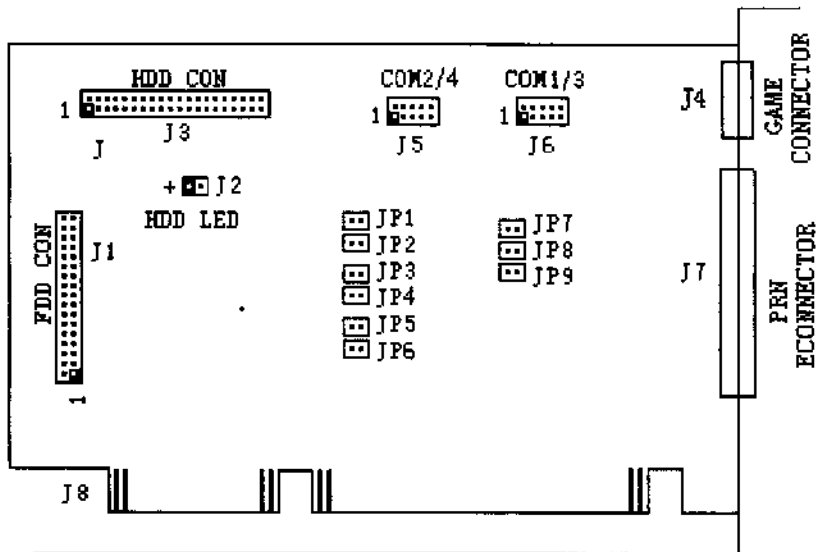 HDD CON
1
J3
J
COM2/4
1
J5
COM1/3
1
J6
J4
GAME
CONNECTOR
+
J2
HDD LED
FDD CON
J1
1
JP1
JP2
JP3
JP4
JP5
JP6
JP7
JP8
JP9
J7
PRN
ECONNECTOR
J8